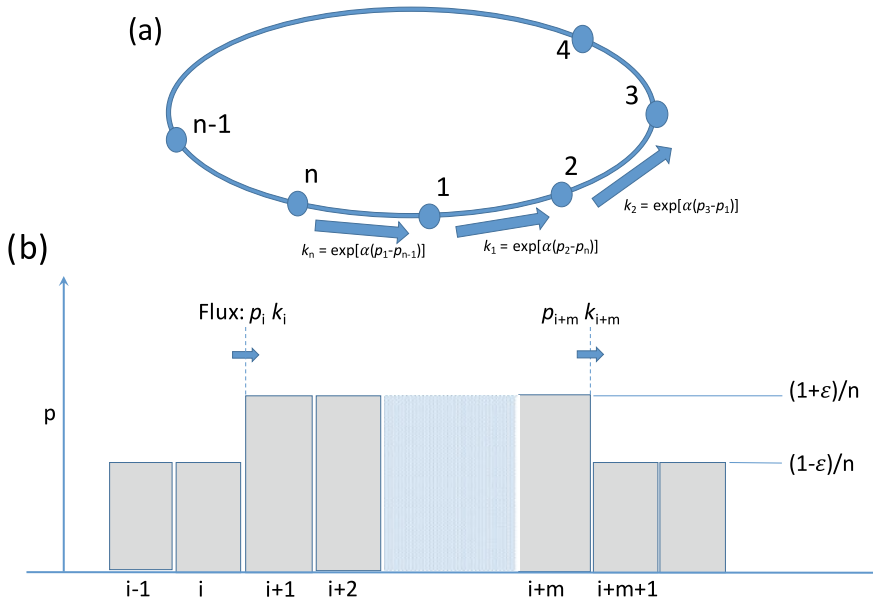 (a)
4
3
n-1
2
n
1
k2 = exp[α(p3-p1)]
kn = exp[α(p1-pn-1)]
k1 = exp[α(p2-pn)]
(b)
Flux: pi ki
pi+m ki+m
(1+ε)/n
p
(1-ε)/n
i-1 i i+1 i+2 i+m i+m+1